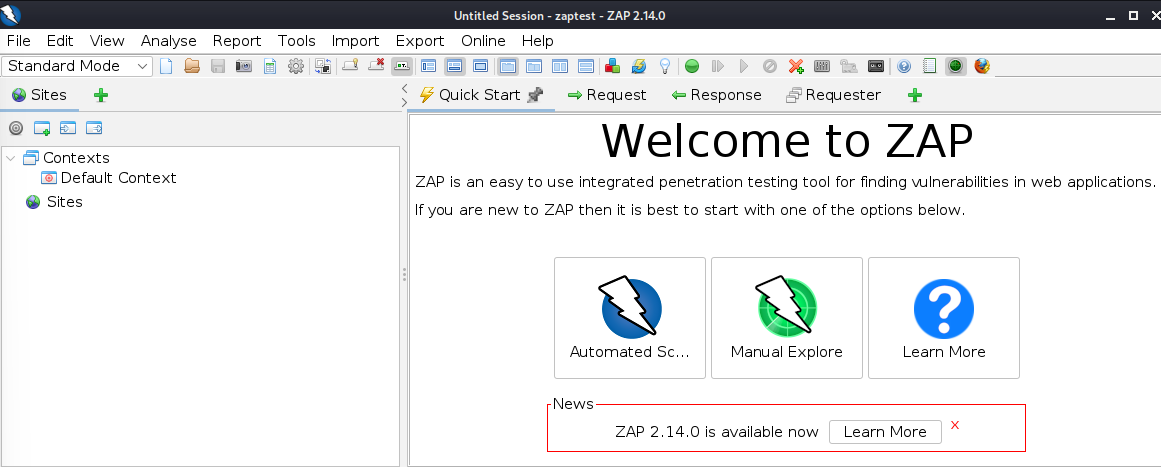 Untitled Session - zaptest - ZAP 2.14.0
File Edit View Analyse Report Tools Import Export Online Help
Standard Mode
Sites
Quick Start Request Response Requester
Contexts
Default Context
Sites
Welcome to ZAP
ZAP is an easy to use integrated penetration testing tool for finding vulnerabilities in web applications.
If you are new to ZAP then it is best to start with one of the options below.
Automated Sc... Manual Explore Learn More
News
ZAP 2.14.0 is available now Learn More X